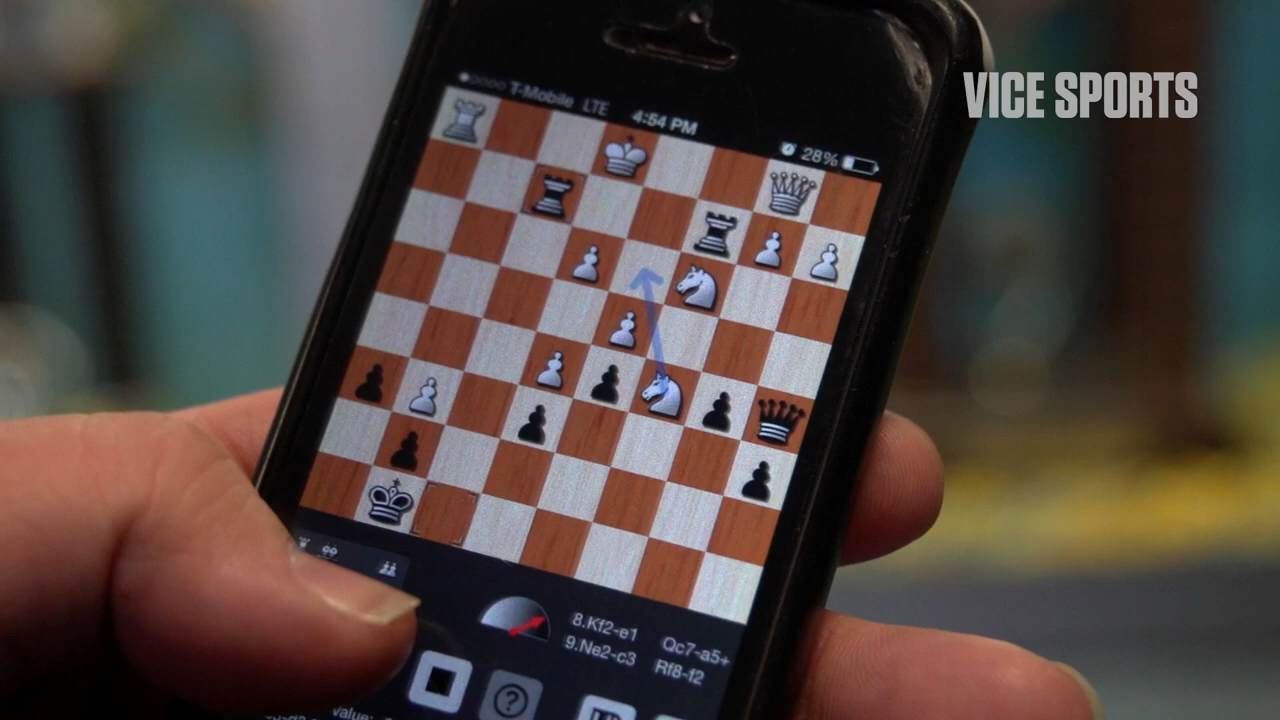 VICE SPORTS
T-Mobile LTE 4:54 PM 28%
8.Kf2-e1 Qc7-a5+
9.Ne2-c3 Rf8-f2
?